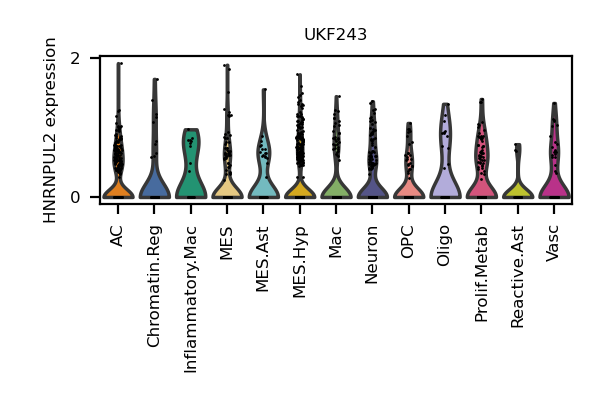 UKF243
HNRNPUL2 expression
2
0
AC
Chromatin.Reg
Inflammatory.Mac
MES
MES.Ast
MES.Hyp
Mac
Neuron
OPC
Oligo
Prolif.Metab
Reactive.Ast
Vasc